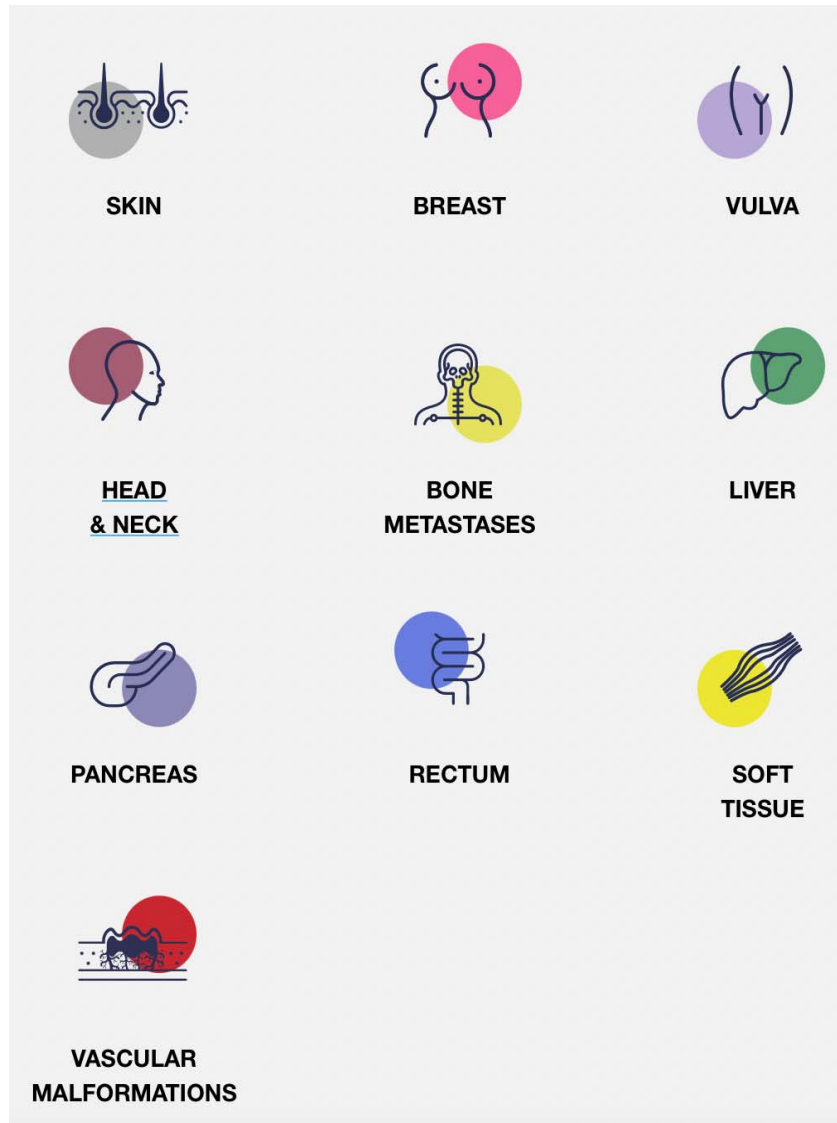 SKIN
BREAST
VULVA
HEAD
& NECK
BONE
METASTASES
LIVER
PANCREAS
RECTUM
SOFT
TISSUE
VASCULAR
MALFORMATIONS